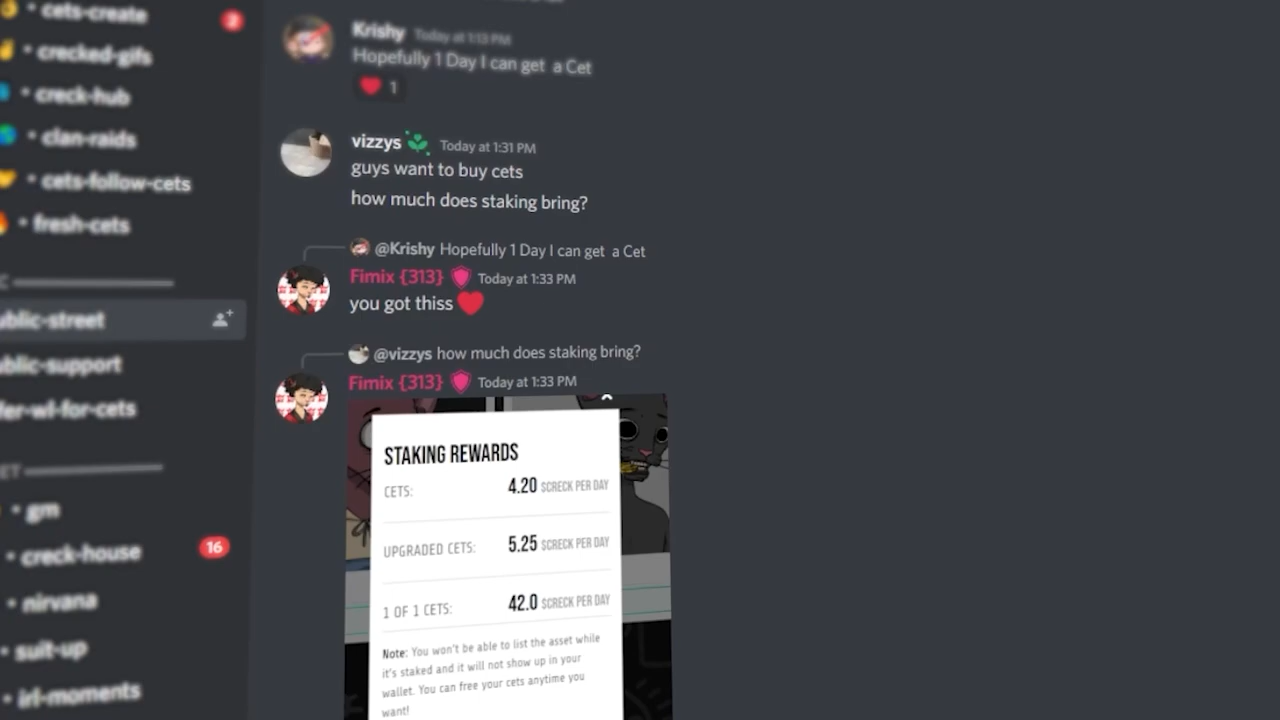 cets-create
2
crecked-gifs
creck-hub
clan-raids
cets-follow-cets
fresh-cets
ublic-street
ublic-support
fer-wl-for-cets
gm
creck-house
16
nirvana
suit-up
irl-moments
Krishy Today at 1:13 PM
Hopefully 1 Day I can get a Cet
1
vizzys Today at 1:31 PM
guys want to buy cets
how much does staking bring?
@Krishy Hopefully 1 Day I can get a Cet
Fimix {313} Today at 1:33 PM
you got thiss
@vizzys how much does staking bring?
Fimix {313} Today at 1:33 PM
STAKING REWARDS
CETS: 4.20 $CRECK PER DAY
UPGRADED CETS: 5.25 $CRECK PER DAY
1 OF 1 CETS: 42.0 $CRECK PER DAY
Note: You won't be able to list the asset while
it's staked and it will not show up in your
wallet. You can free your cets anytime you
want!